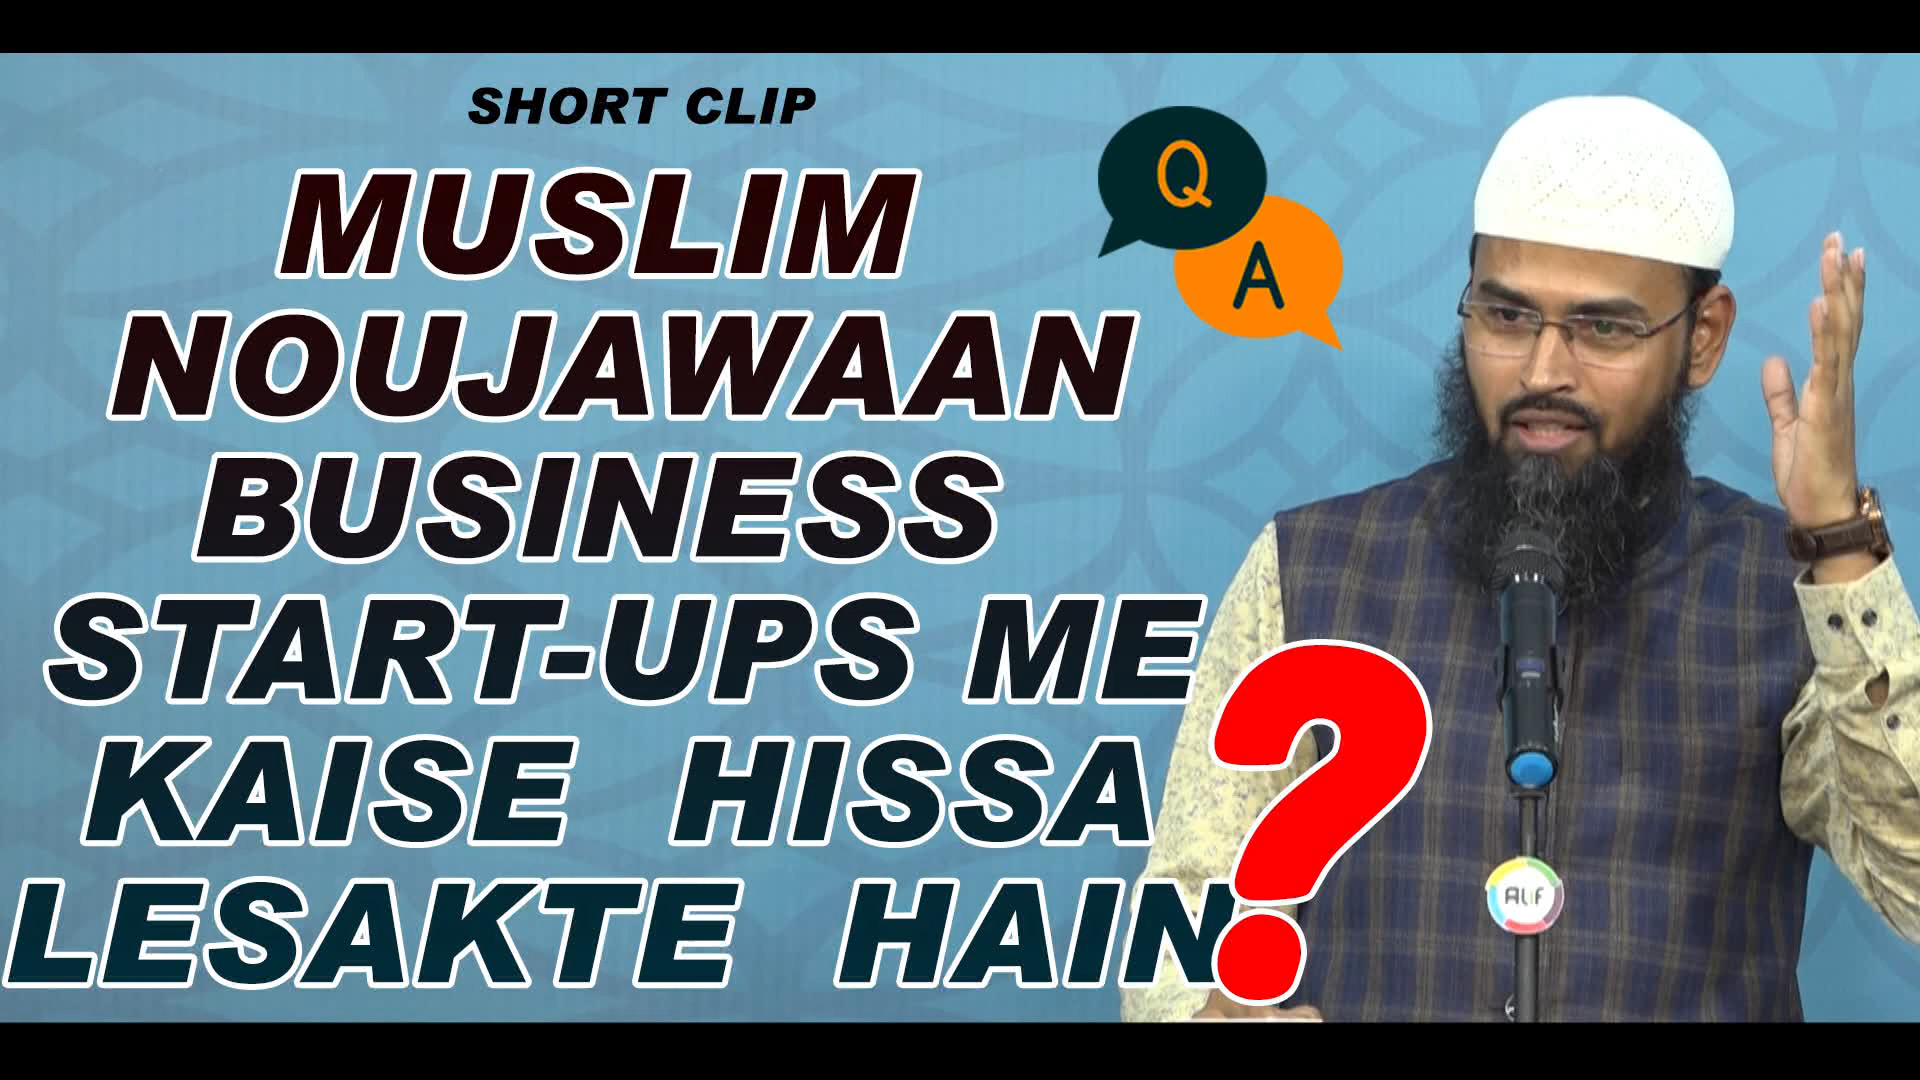 SHORT CLIP
MUSLIM
NOUJAWAAN
BUSINESS
START-UPS ME
KAISE HISSA
LESAKTE HAIN?
Q
A
ALIF